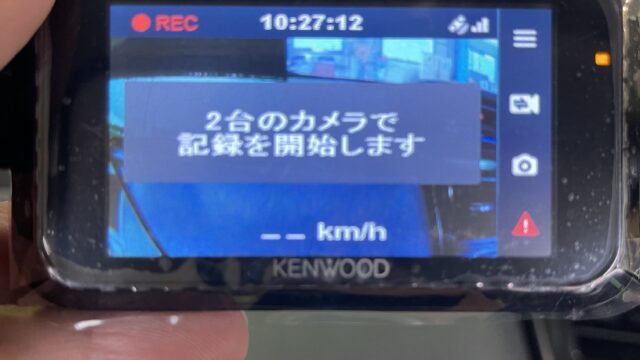 REC
10:27:12
2台のカメラで
記録を開始します
__ km/h
KENWOOD